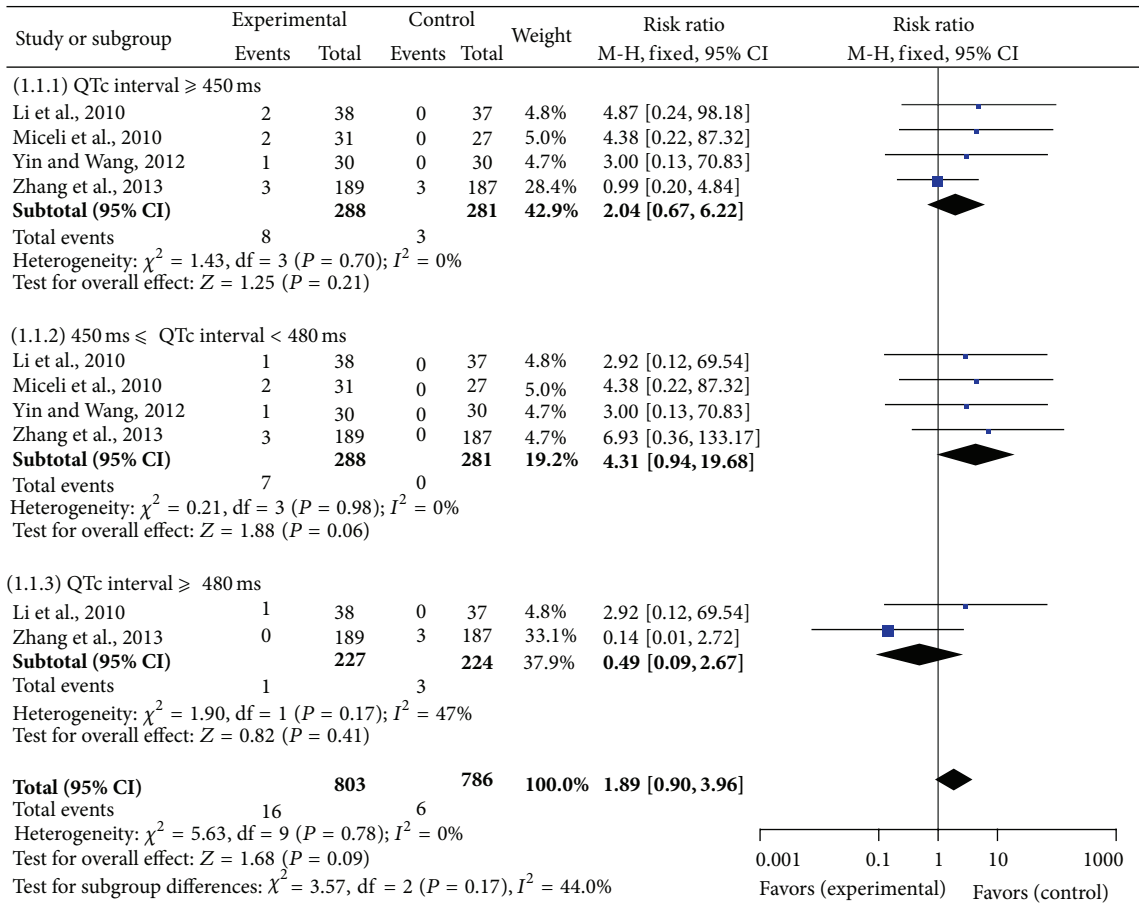 Study or subgroup Experimental Control Weight Risk ratio Risk ratio
Events Total Events Total M-H, fixed, 95% CI M-H, fixed, 95% CI
(1.1.1) QTc interval ⩾ 450 ms
Li et al., 2010 2 38 0 37 4.8% 4.87 [0.24, 98.18]
Miceli et al., 2010 2 31 0 27 5.0% 4.38 [0.22, 87.32]
Yin and Wang, 2012 1 30 0 30 4.7% 3.00 [0.13, 70.83]
Zhang et al., 2013 3 189 3 187 28.4% 0.99 [0.20, 4.84]
Subtotal (95% CI) 288 281 42.9% 2.04 [0.67, 6.22]
Total events 8 3
Heterogeneity: χ² = 1.43, df = 3 (P = 0.70); I² = 0%
Test for overall effect: Z = 1.25 (P = 0.21)
(1.1.2) 450 ms ⩽ QTc interval < 480 ms
Li et al., 2010 1 38 0 37 4.8% 2.92 [0.12, 69.54]
Miceli et al., 2010 2 31 0 27 5.0% 4.38 [0.22, 87.32]
Yin and Wang, 2012 1 30 0 30 4.7% 3.00 [0.13, 70.83]
Zhang et al., 2013 3 189 0 187 4.7% 6.93 [0.36, 133.17]
Subtotal (95% CI) 288 281 19.2% 4.31 [0.94, 19.68]
Total events 7 0
Heterogeneity: χ² = 0.21, df = 3 (P = 0.98); I² = 0%
Test for overall effect: Z = 1.88 (P = 0.06)
(1.1.3) QTc interval ⩾ 480 ms
Li et al., 2010 1 38 0 37 4.8% 2.92 [0.12, 69.54]
Zhang et al., 2013 0 189 3 187 33.1% 0.14 [0.01, 2.72]
Subtotal (95% CI) 227 224 37.9% 0.49 [0.09, 2.67]
Total events 1 3
Heterogeneity: χ² = 1.90, df = 1 (P = 0.17); I² = 47%
Test for overall effect: Z = 0.82 (P = 0.41)
Total (95% CI) 803 786 100.0% 1.89 [0.90, 3.96]
Total events 16 6
Heterogeneity: χ² = 5.63, df = 9 (P = 0.78); I² = 0%
Test for overall effect: Z = 1.68 (P = 0.09)
Test for subgroup differences: χ² = 3.57, df = 2 (P = 0.17), I² = 44.0%
0.001 0.1 1 10 1000
Favors (experimental) Favors (control)